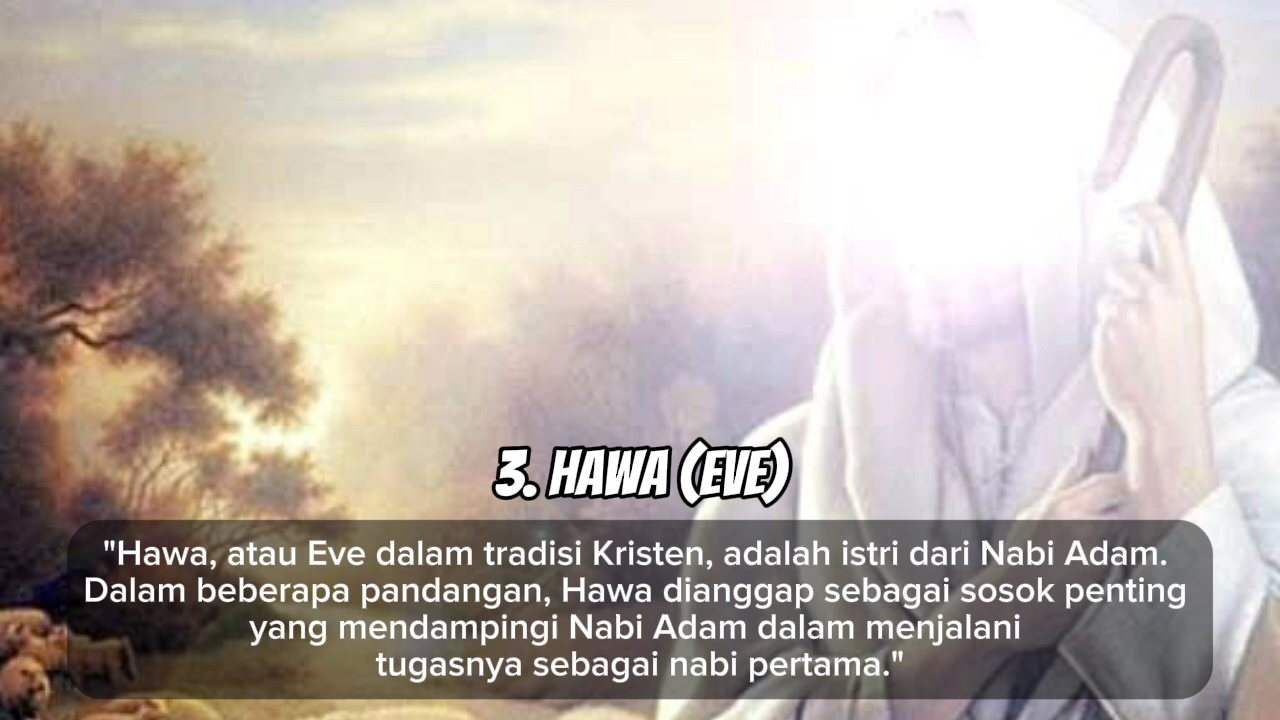 3. HAWA (EVE)
"Hawa, atau Eve dalam tradisi Kristen, adalah istri dari Nabi Adam.
Dalam beberapa pandangan, Hawa dianggap sebagai sosok penting
yang mendampingi Nabi Adam dalam menjalani
tugasnya sebagai nabi pertama."